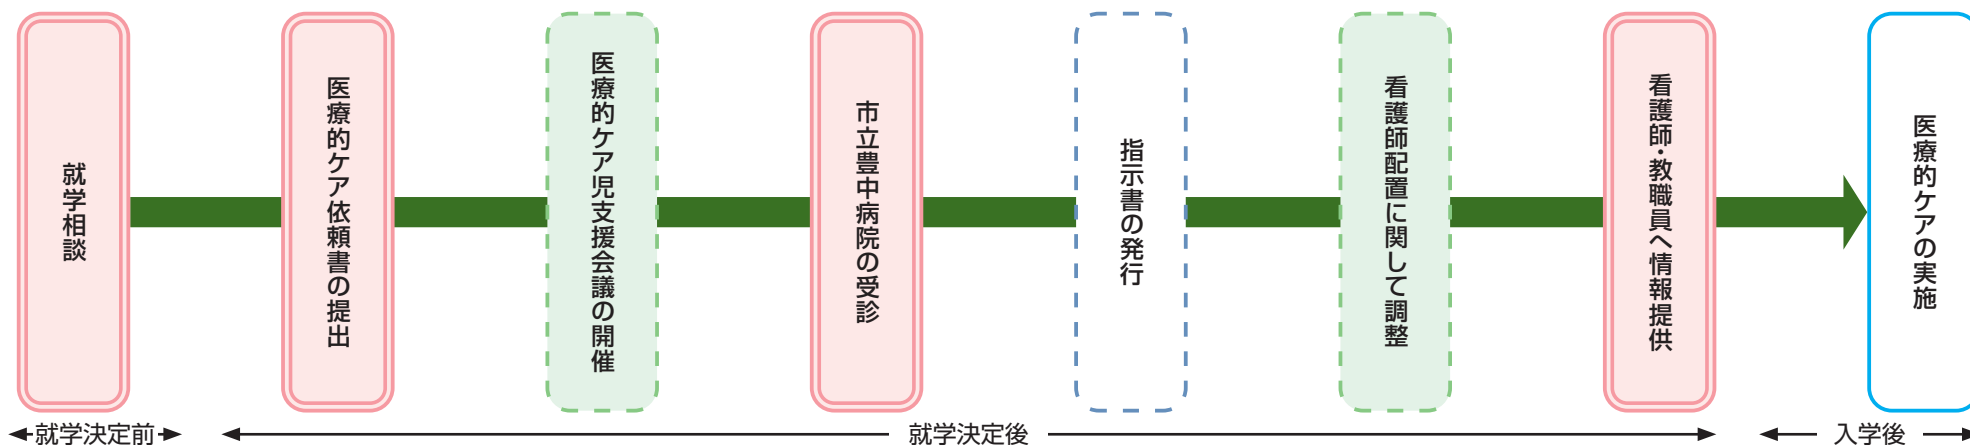 就学相談
医療的ケア依頼書の提出
医療的ケア児支援会議の開催
市立豊中病院の受診
指示書の発行
看護師配置に関して調整
看護師・教職員へ情報提供
医療的ケアの実施
就学決定前
就学決定後
入学後